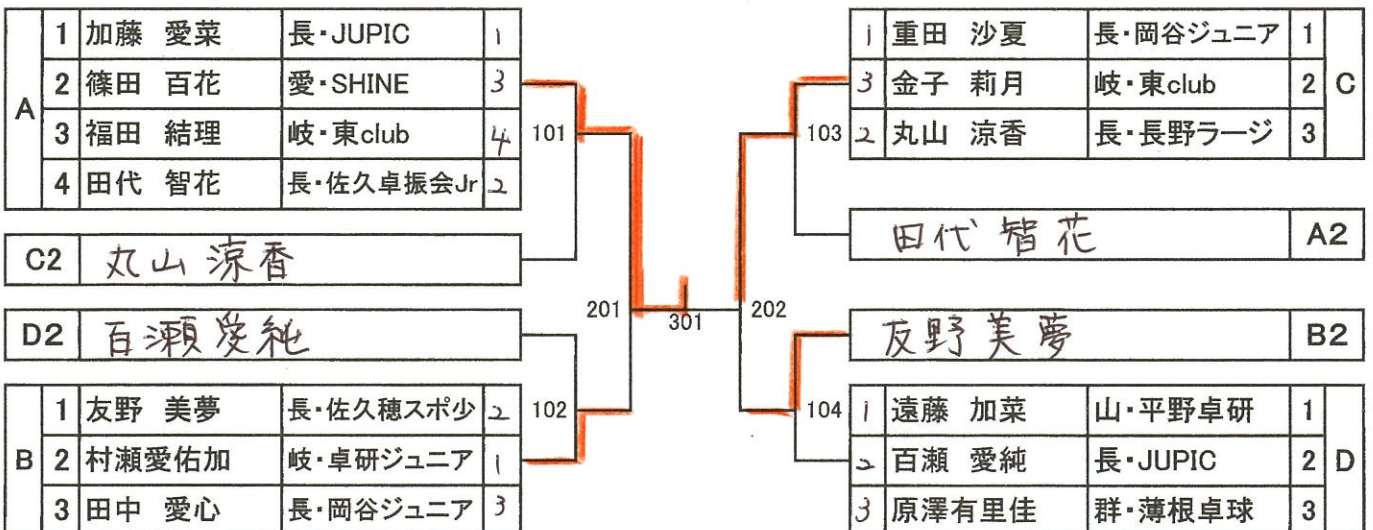 A
1 加藤 愛菜 長・JUPIC 1
2 篠田 百花 愛・SHINE 3
3 福田 結理 岐・東club 4
4 田代 智花 長・佐久卓振会Jr 2
C2 丸山 涼香
D2 百瀬愛純
B
1 友野 美夢 長・佐久穂スポ少 2
2 村瀬愛佑加 岐・卓研ジュニア 1
3 田中 愛心 長・岡谷ジュニア 3
101
102
201
301
202
103
104
1 重田 沙夏 長・岡谷ジュニア 1
3 金子 莉月 岐・東club 2
2 丸山 涼香 長・長野ラージ 3
C
田代 智花 A2
友野美夢 B2
1 遠藤 加菜 山・平野卓研 1
2 百瀬 愛純 長・JUPIC 2
3 原澤有里佳 群・薄根卓球 3
D